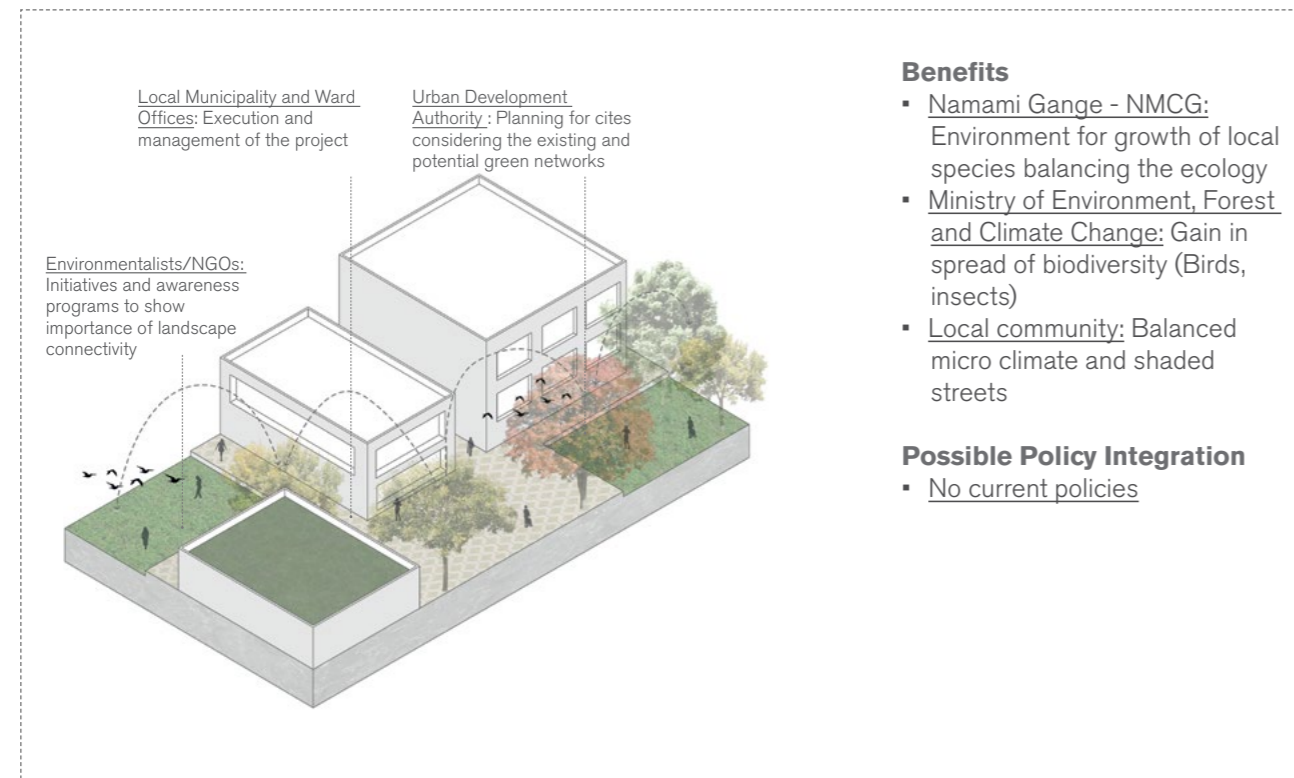 Local Municipality and Ward
Offices: Execution and
management of the project
Urban Development
Authority : Planning for cites
considering the existing and
potential green networks
Environmentalists/NGOs:
Initiatives and awareness
programs to show
importance of landscape
connectivity
Benefits
▪ Namami Gange - NMCG:
Environment for growth of local
species balancing the ecology
▪ Ministry of Environment, Forest
and Climate Change: Gain in
spread of biodiversity (Birds,
insects)
▪ Local community: Balanced
micro climate and shaded
streets
Possible Policy Integration
▪ No current policies